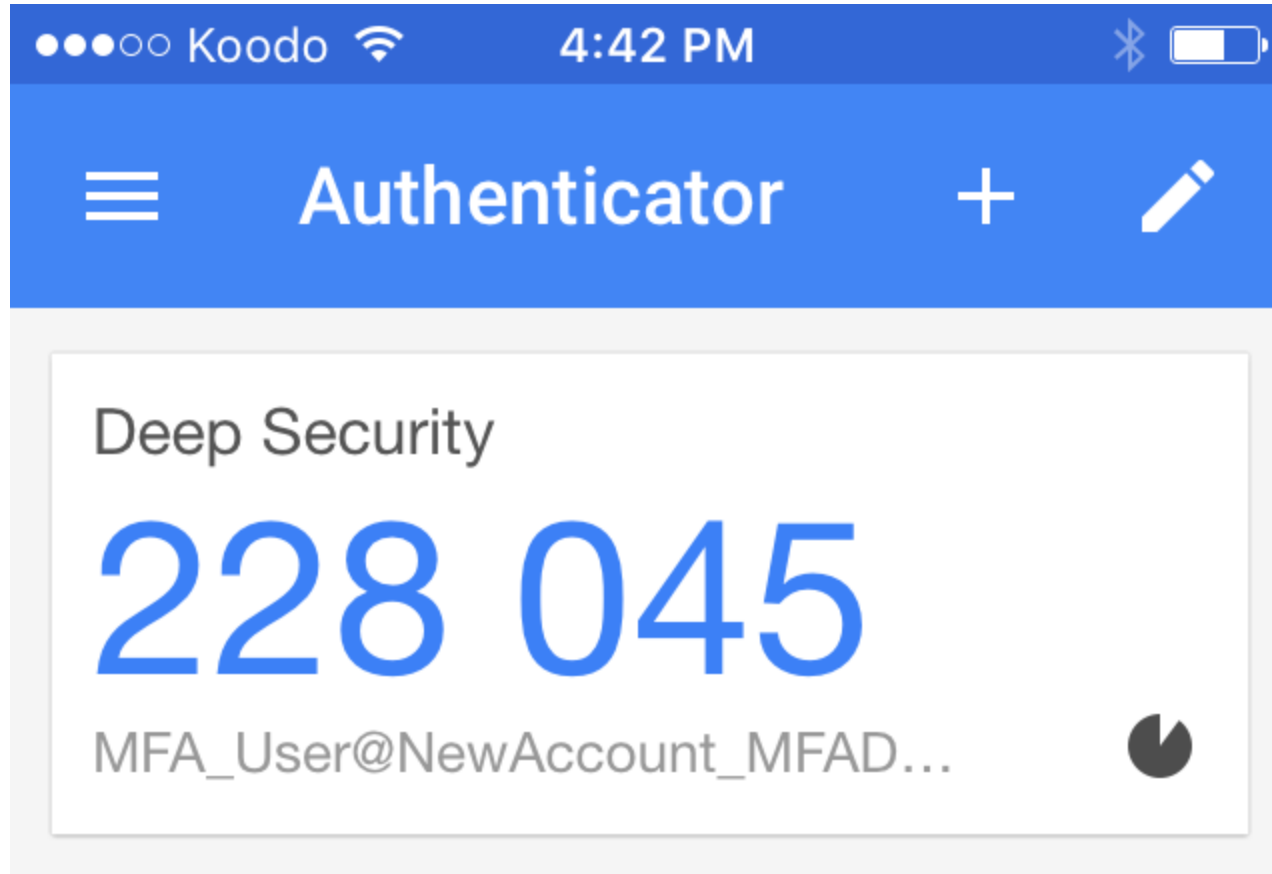 ●●●○○ Koodo 4:42 PM
Authenticator
Deep Security
228 045
MFA_User@NewAccount_MFAD...